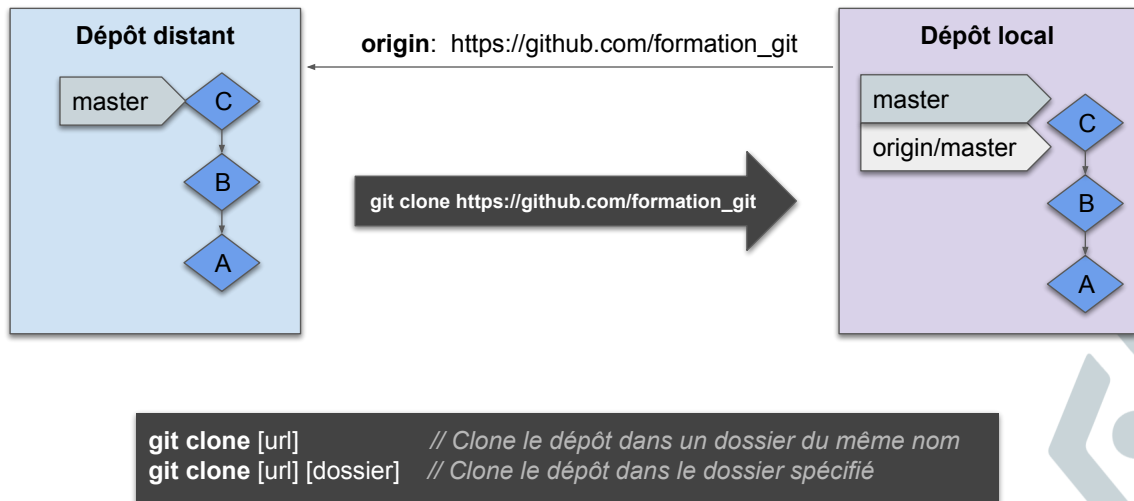 Dépôt distant
master
C
B
A
origin: https://github.com/formation_git
git clone https://github.com/formation_git
Dépôt local
master
origin/master
C
B
A
git clone [url] // Clone le dépôt dans un dossier du même nom
git clone [url] [dossier] // Clone le dépôt dans le dossier spécifié